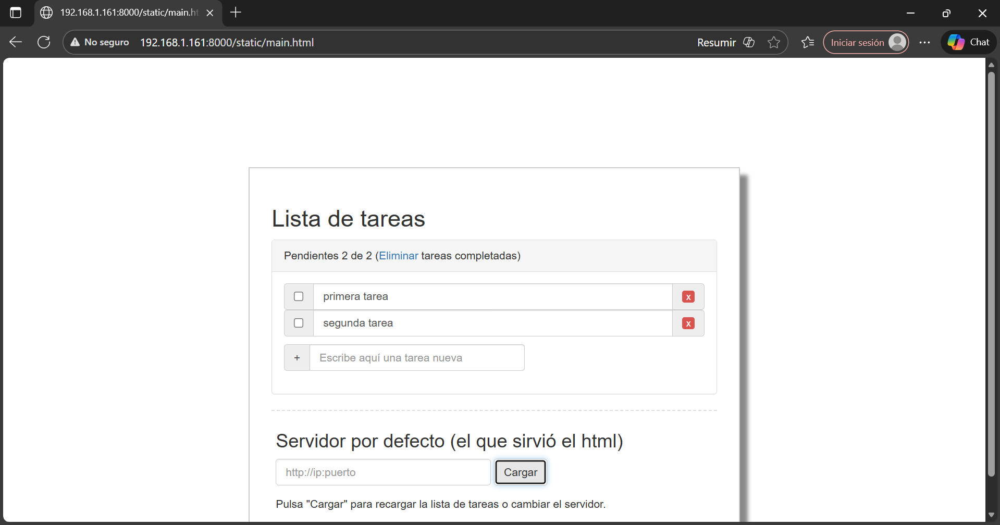 192.168.1.161:8000/static/main.ht
No seguro 192.168.1.161:8000/static/main.html Resumir Iniciar sesión Chat
Lista de tareas
Pendientes 2 de 2 (Eliminar tareas completadas)
primera tarea x
segunda tarea x
+ Escribe aquí una tarea nueva
Servidor por defecto (el que sirvió el html)
http://ip:puerto Cargar
Pulsa "Cargar" para recargar la lista de tareas o cambiar el servidor.